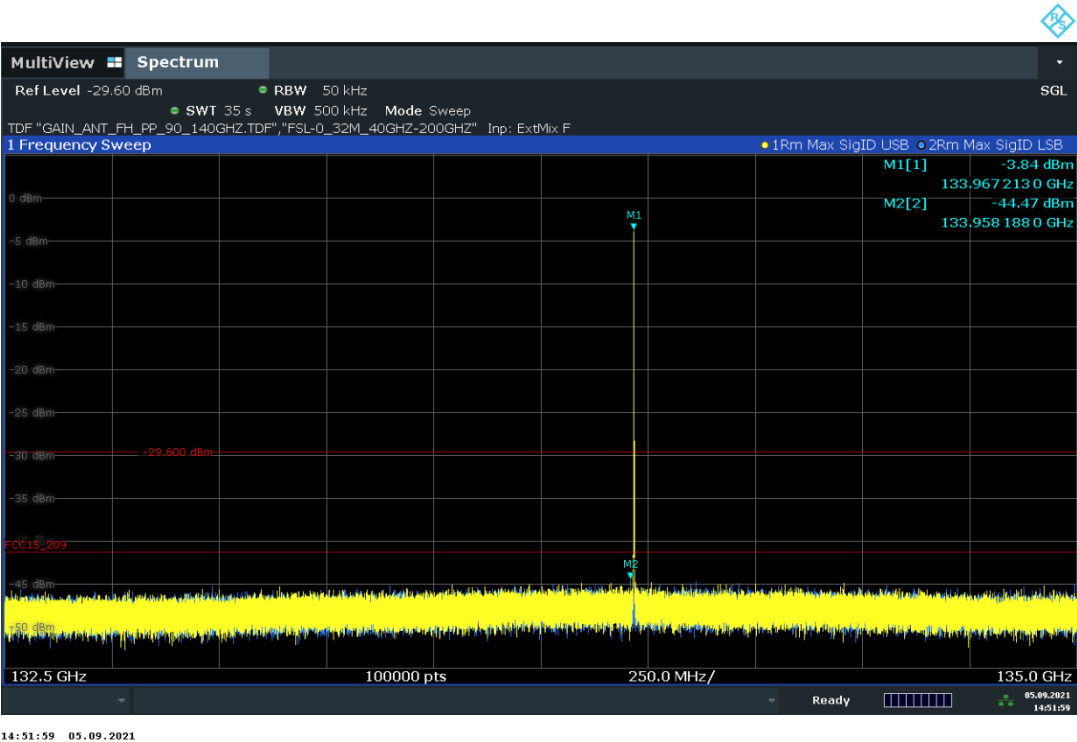 R&S
MultiView Spectrum
Ref Level -29.60 dBm RBW 50 kHz SGL
SWT 35 s VBW 500 kHz Mode Sweep
TDF "GAIN_ANT_FH_PP_90_140GHZ.TDF","FSL-0_32M_40GHZ-200GHZ" Inp: ExtMix F
1 Frequency Sweep 1Rm Max SigID USB 2Rm Max SigID LSB
M1[1] -3.84 dBm
133.967 213 0 GHz
0 dBm M2[2] -44.47 dBm
M1 133.958 188 0 GHz
-5 dBm
-10 dBm
-15 dBm
-20 dBm
-25 dBm
-29.600 dBm
-30 dBm
-35 dBm
FCC15_209
M2
-45 dBm
-50 dBm
132.5 GHz 100000 pts 250.0 MHz/ 135.0 GHz
Ready 05.09.2021
14:51:59
14:51:59 05.09.2021